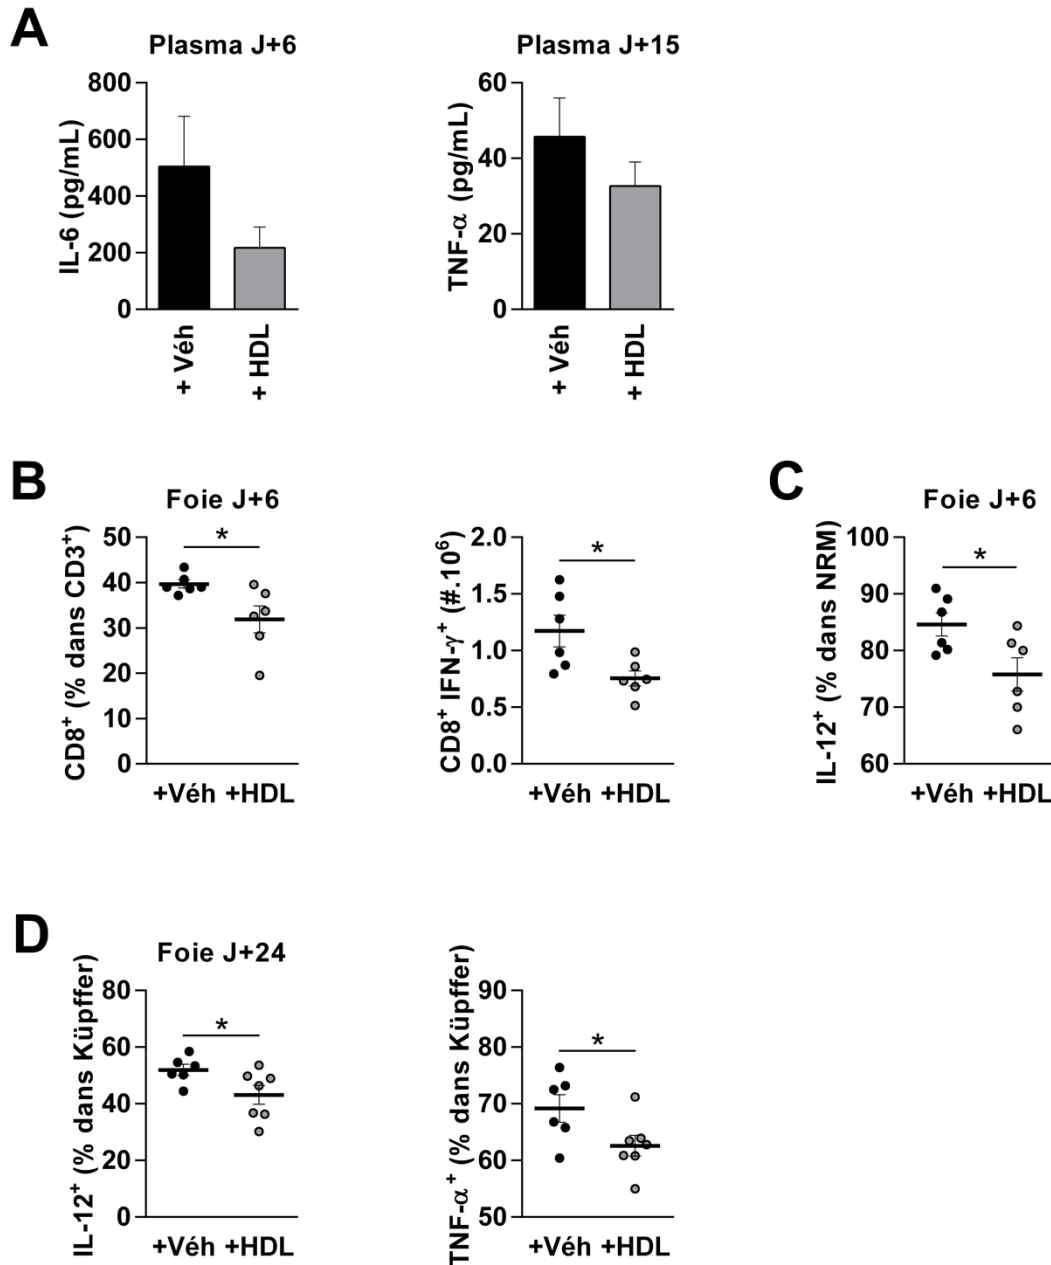 A
Plasma J+6
IL-6 (pg/mL)
800
600
400
200
0
+ Véh
+ HDL
Plasma J+15
TNF-α (pg/mL)
60
40
20
0
+ Véh
+ HDL
B
Foie J+6
CD8⁺ (% dans CD3⁺)
50
40
30
20
10
0
*
+Véh +HDL
CD8⁺ IFN-γ⁺ (#.10⁶)
2.0
1.5
1.0
0.5
0.0
*
+Véh +HDL
C
Foie J+6
IL-12⁺ (% dans NRM)
100
90
80
70
60
*
+Véh +HDL
D
Foie J+24
IL-12⁺ (% dans Küpffer)
80
60
40
20
0
*
+Véh +HDL
TNF-α⁺ (% dans Küpffer)
90
80
70
60
50
*
+Véh +HDL